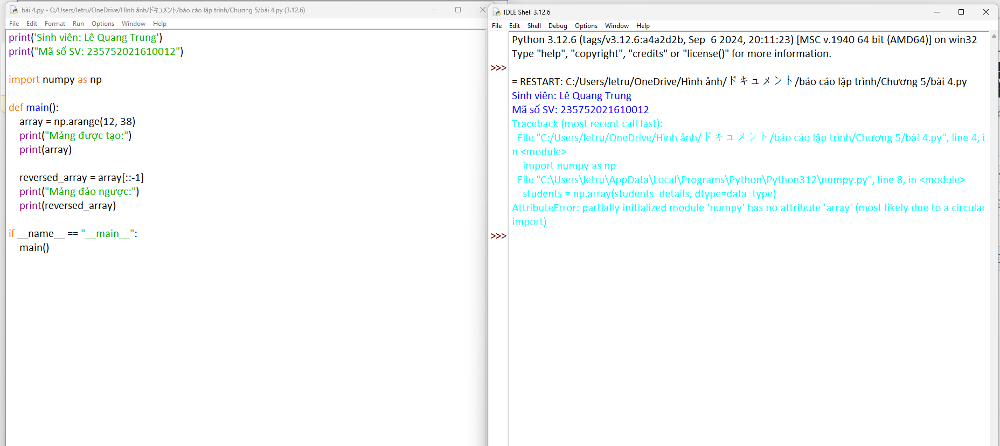 bài 4.py - C:/Users/letru/OneDrive/Hình ảnh/ドキュメント/báo cáo lập trình/Chương 5/bài 4.py (3.12.6)
File Edit Format Run Options Window Help
print('Sinh viên: Lê Quang Trung')
print("Mã số SV: 235752021610012")
import numpy as np
def main():
    array = np.arange(12, 38)
    print("Mảng được tạo:")
    print(array)
    reversed_array = array[::-1]
    print("Mảng đảo ngược:")
    print(reversed_array)
if __name__ == "__main__":
    main()
IDLE Shell 3.12.6
File Edit Shell Debug Options Window Help
Python 3.12.6 (tags/v3.12.6:a4a2d2b, Sep  6 2024, 20:11:23) [MSC v.1940 64 bit (AMD64)] on win32
Type "help", "copyright", "credits" or "license()" for more information.
>>>
= RESTART: C:/Users/letru/OneDrive/Hình ảnh/ドキュメント/báo cáo lập trình/Chương 5/bài 4.py
Sinh viên: Lê Quang Trung
Mã số SV: 235752021610012
Traceback (most recent call last):
  File "C:/Users/letru/OneDrive/Hình ảnh/ドキュメント/báo cáo lập trình/Chương 5/bài 4.py", line 4, i
n <module>
    import numpy as np
  File "C:\Users\letru\AppData\Local\Programs\Python\Python312\numpy.py", line 8, in <module>
    students = np.array(students_details, dtype=data_type)
AttributeError: partially initialized module 'numpy' has no attribute 'array' (most likely due to a circular
import)
>>>